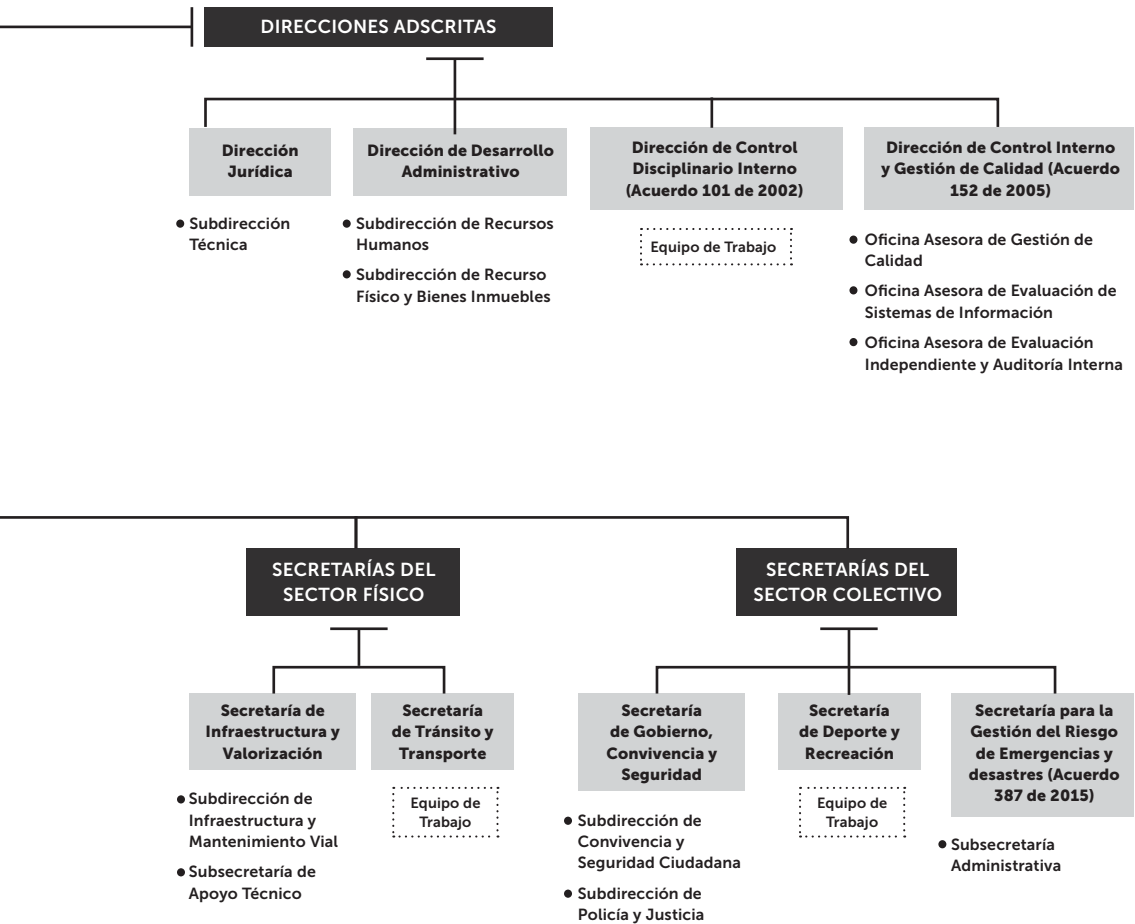 DIRECCIONES ADSCRITAS
Dirección
Jurídica
• Subdirección
Técnica
Dirección de Desarrollo
Administrativo
• Subdirección de Recursos
Humanos
• Subdirección de Recurso
Físico y Bienes Inmuebles
Dirección de Control
Disciplinario Interno
(Acuerdo 101 de 2002)
Equipo de Trabajo
Dirección de Control Interno
y Gestión de Calidad (Acuerdo
152 de 2005)
• Oficina Asesora de Gestión de
Calidad
• Oficina Asesora de Evaluación de
Sistemas de Información
• Oficina Asesora de Evaluación
Independiente y Auditoría Interna
SECRETARÍAS DEL
SECTOR FÍSICO
Secretaría de
Infraestructura y
Valorización
• Subdirección de
Infraestructura y
Mantenimiento Vial
• Subsecretaría de
Apoyo Técnico
Secretaría
de Tránsito y
Transporte
Equipo de
Trabajo
SECRETARÍAS DEL
SECTOR COLECTIVO
Secretaría
de Gobierno,
Convivencia y
Seguridad
• Subdirección de
Convivencia y
Seguridad Ciudadana
• Subdirección de
Policía y Justicia
Secretaría
de Deporte y
Recreación
Equipo de
Trabajo
Secretaría para la
Gestión del Riesgo
de Emergencias y
desastres (Acuerdo
387 de 2015)
• Subsecretaría
Administrativa